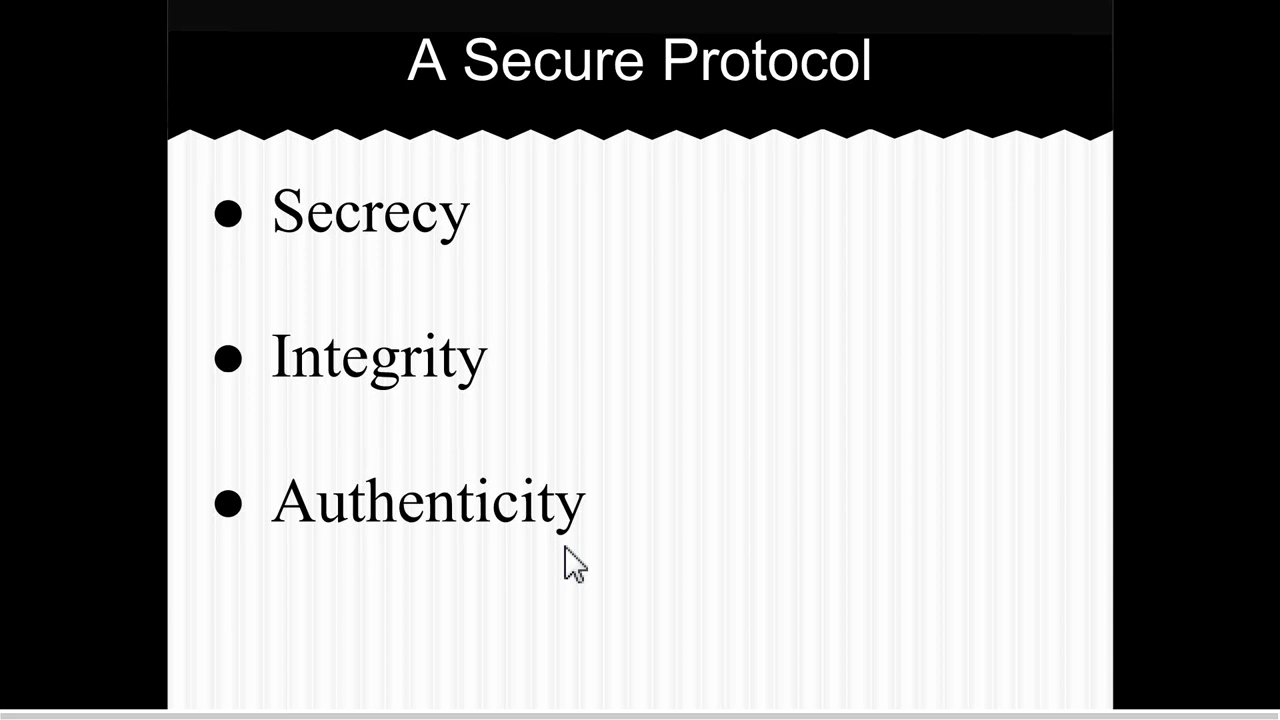 A Secure Protocol
● Secrecy
● Integrity
● Authenticity